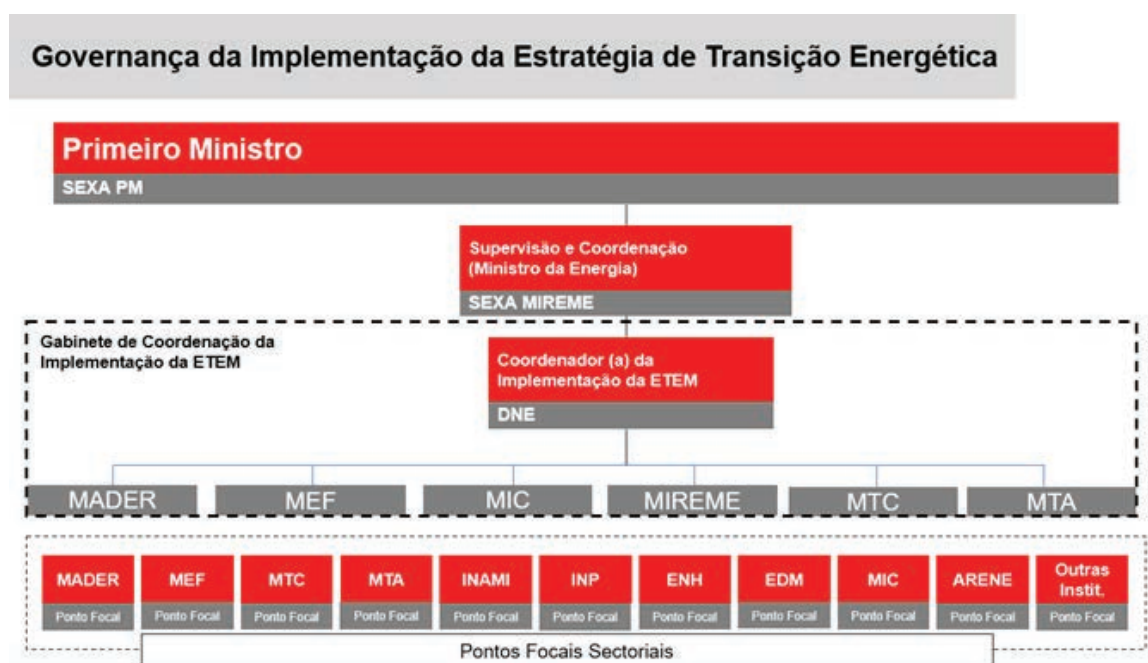 Governança da Implementação da Estratégia de Transição Energética
Primeiro Ministro
SEXA PM
Supervisão e Coordenação
(Ministro da Energia)
SEXA MIREME
Gabinete de Coordenação da
Implementação da ETEM
Coordenador (a) da
Implementação da ETEM
DNE
MADER MEF MIC MIREME MTC MTA
MADER MEF MTC MTA INAMI INP ENH EDM MIC ARENE Outras Instit.
Ponto Focal Ponto Focal Ponto Focal Ponto Focal Ponto Focal Ponto Focal Ponto Focal Ponto Focal Ponto Focal Ponto Focal Ponto Focal
Pontos Focais Sectoriais